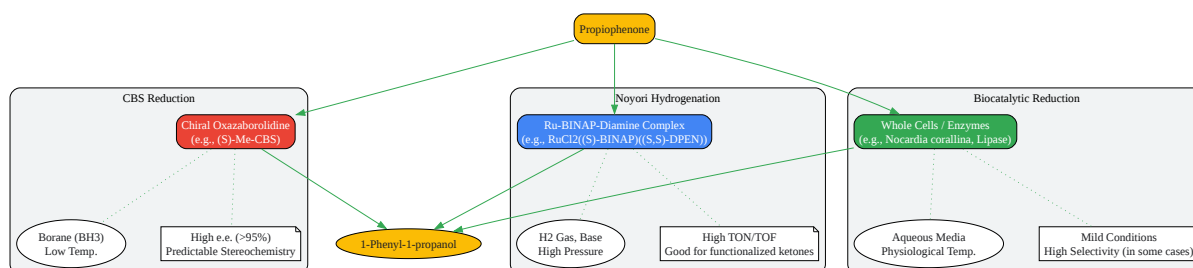 Propiophenone
CBS Reduction
Chiral Oxazaborolidine
(e.g., (S)-Me-CBS)
Borane (BH3)
Low Temp.
High e.e. (>95%)
Predictable Stereochemistry
1-Phenyl-1-propanol
Noyori Hydrogenation
Ru-BINAP-Diamine Complex
(e.g., RuCl2((S)-BINAP)((S,S)-DPEN))
H2 Gas, Base
High Pressure
High TON/TOF
Good for functionalized ketones
Biocatalytic Reduction
Whole Cells / Enzymes
(e.g., Nocardia corallina, Lipase)
Aqueous Media
Physiological Temp.
Mild Conditions
High Selectivity (in some cases)